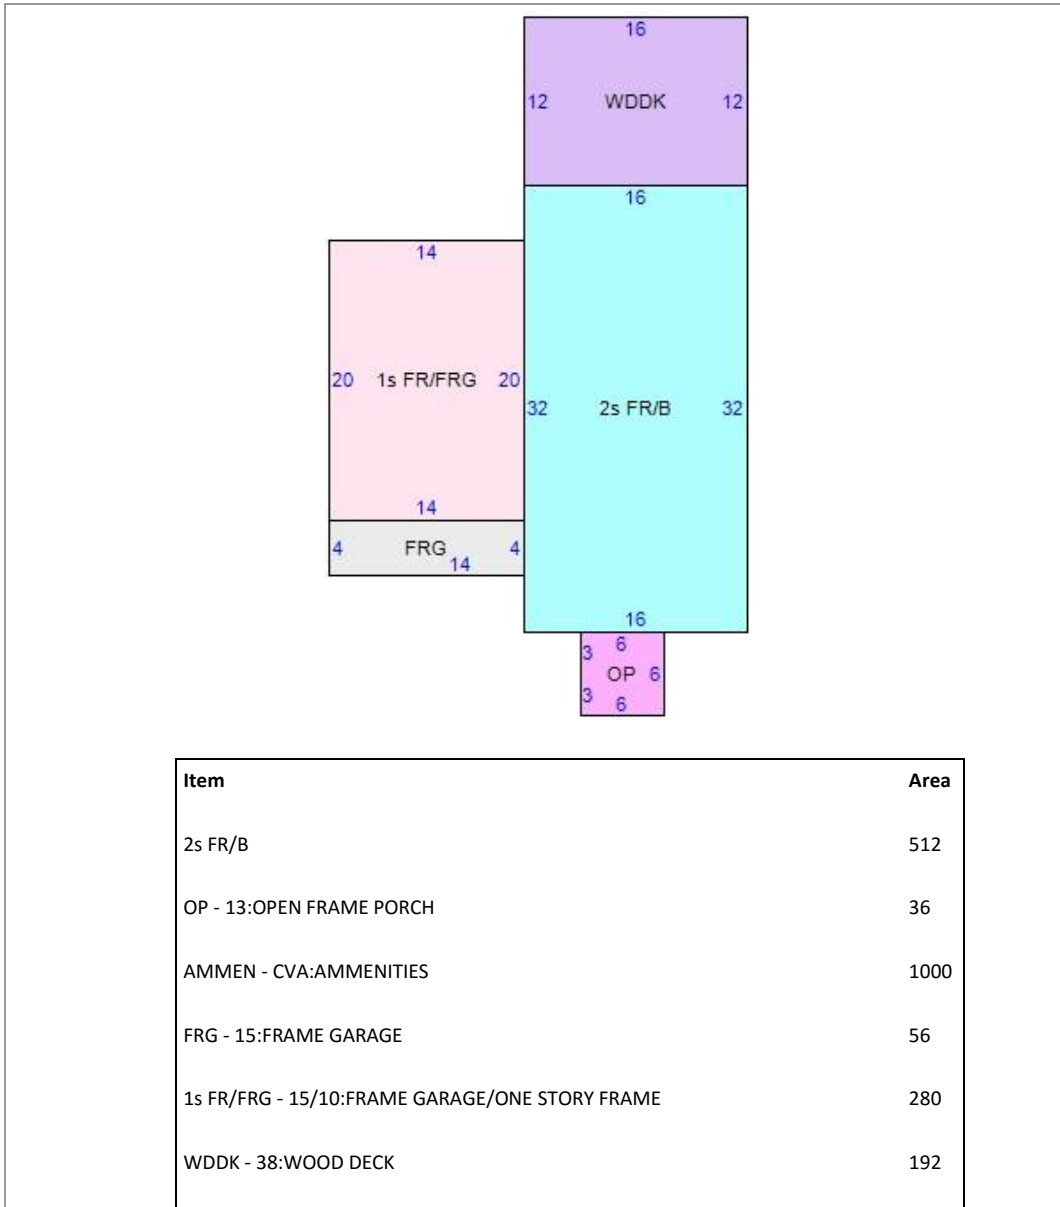 16
12 WDDK 12
16
14
20 1s FR/FRG 20
32 2s FR/B 32
14
4 FRG 4
14
16
6
3
OP 6
3
6
Item Area
2s FR/B 512
OP - 13:OPEN FRAME PORCH 36
AMMEN - CVA:AMMENITIES 1000
FRG - 15:FRAME GARAGE 56
1s FR/FRG - 15/10:FRAME GARAGE/ONE STORY FRAME 280
WDDK - 38:WOOD DECK 192